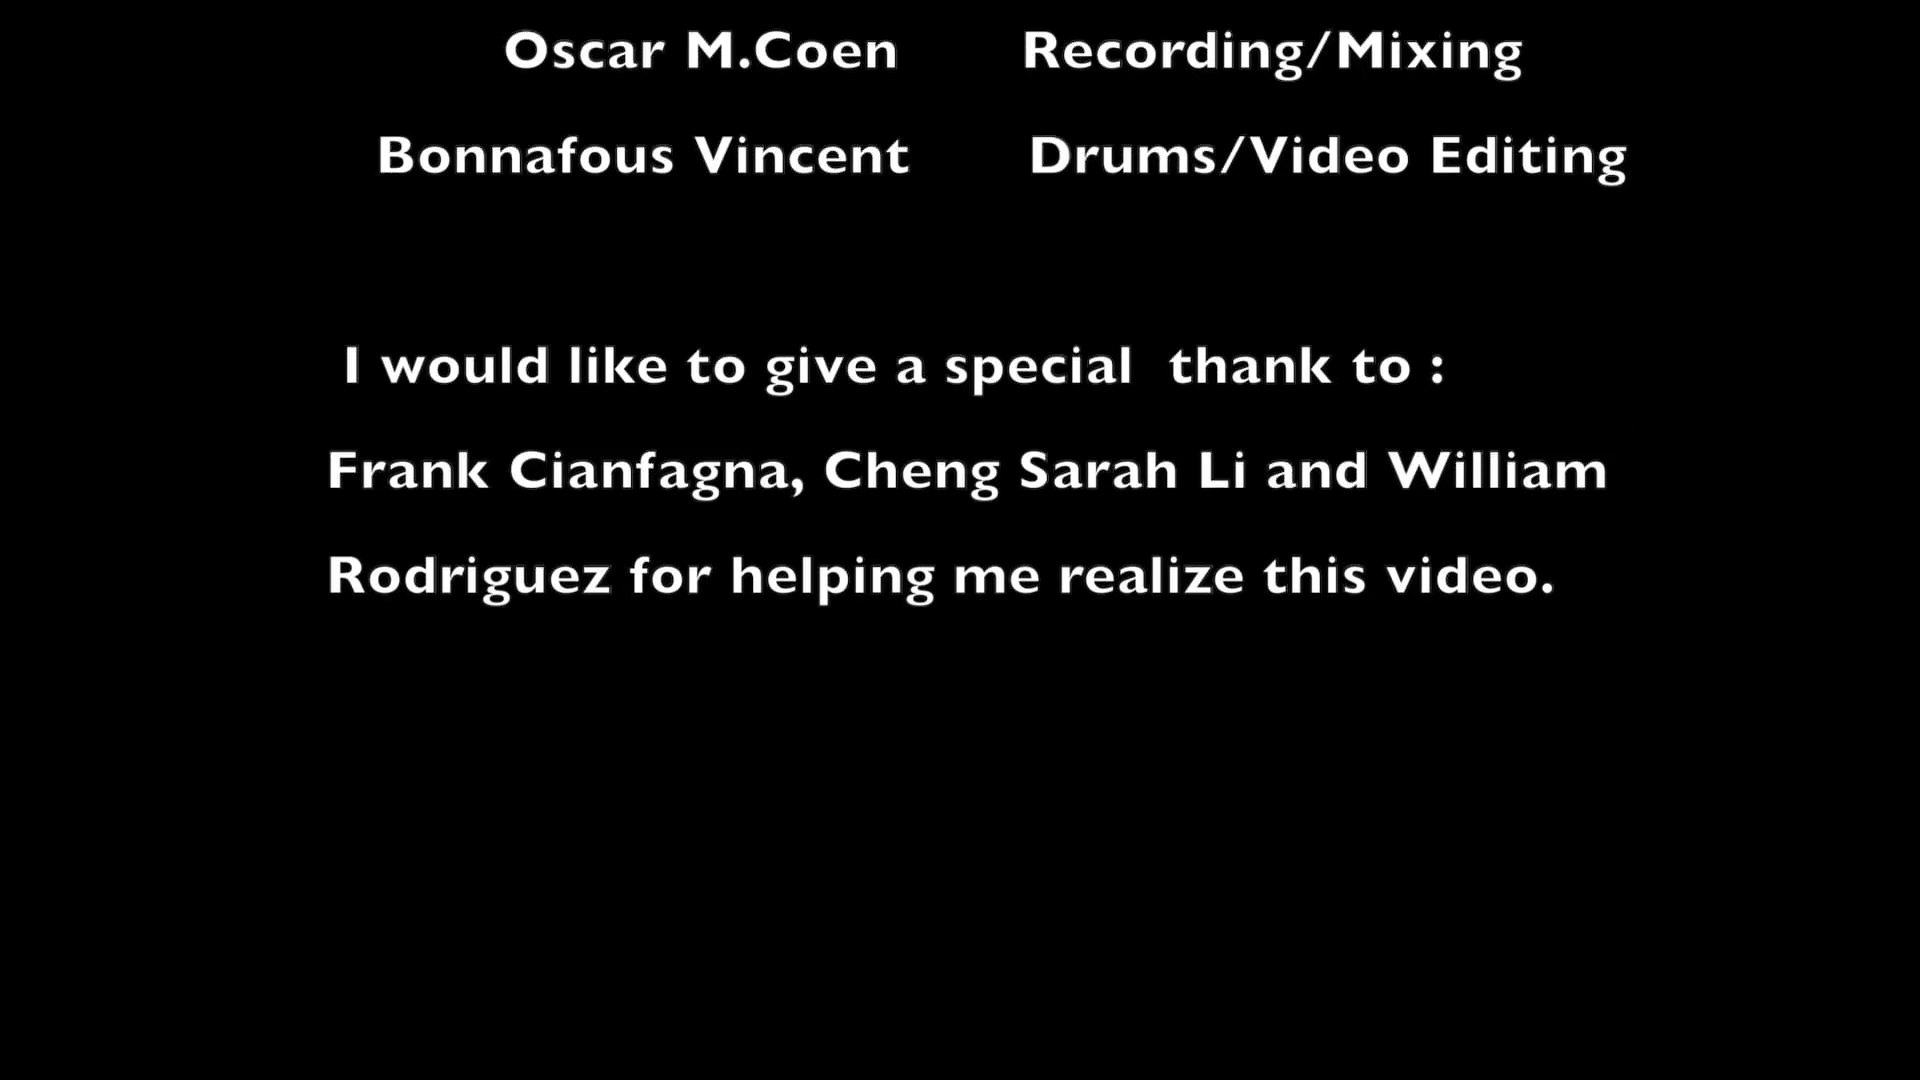 Oscar M.Coen Recording/Mixing
Bonnafous Vincent Drums/Video Editing
I would like to give a special  thank to :
Frank Cianfagna, Cheng Sarah Li and William
Rodriguez for helping me realize this video.